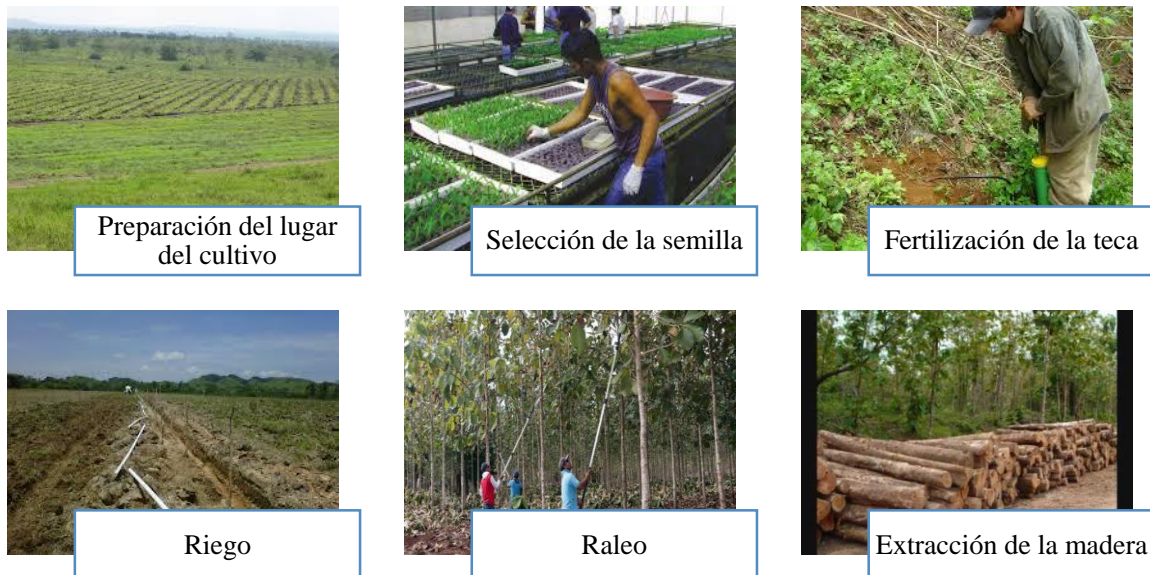 Preparación del lugar
del cultivo
Selección de la semilla
Fertilización de la teca
Riego
Raleo
Extracción de la madera